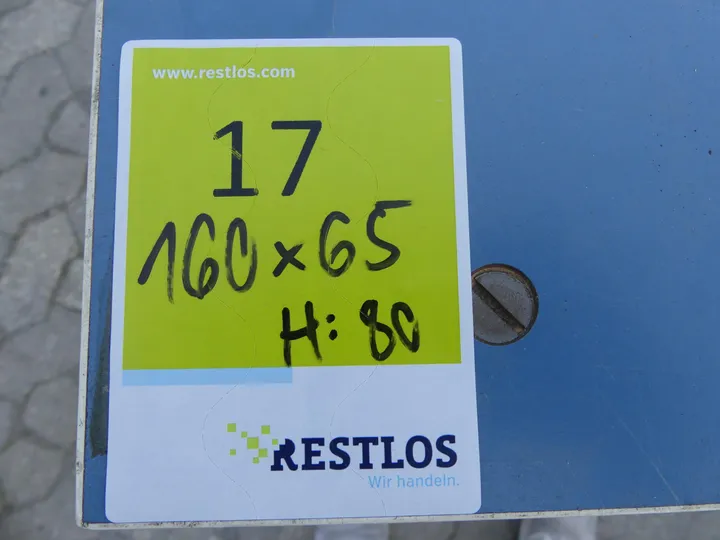 www.restlos.com
17
160 x 65
H: 80
RESTLOS
Wir handeln.